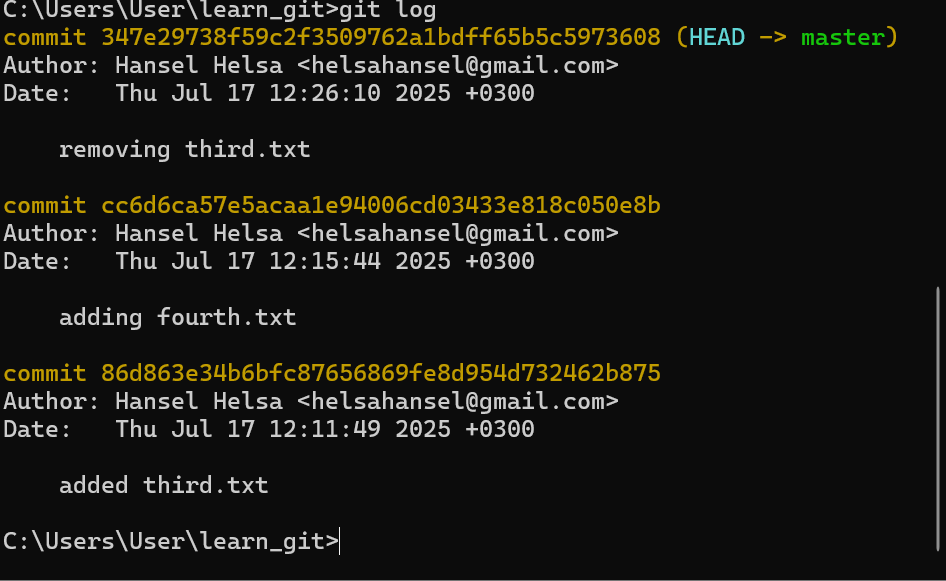 C:\Users\User\learn_git>git log
commit 347e29738f59c2f3509762a1bdff65b5c5973608 (HEAD -> master)
Author: Hansel Helsa <helsahansel@gmail.com>
Date:   Thu Jul 17 12:26:10 2025 +0300
    removing third.txt
commit cc6d6ca57e5acaa1e94006cd03433e818c050e8b
Author: Hansel Helsa <helsahansel@gmail.com>
Date:   Thu Jul 17 12:15:44 2025 +0300
    adding fourth.txt
commit 86d863e34b6bfc87656869fe8d954d732462b875
Author: Hansel Helsa <helsahansel@gmail.com>
Date:   Thu Jul 17 12:11:49 2025 +0300
    added third.txt
C:\Users\User\learn_git>